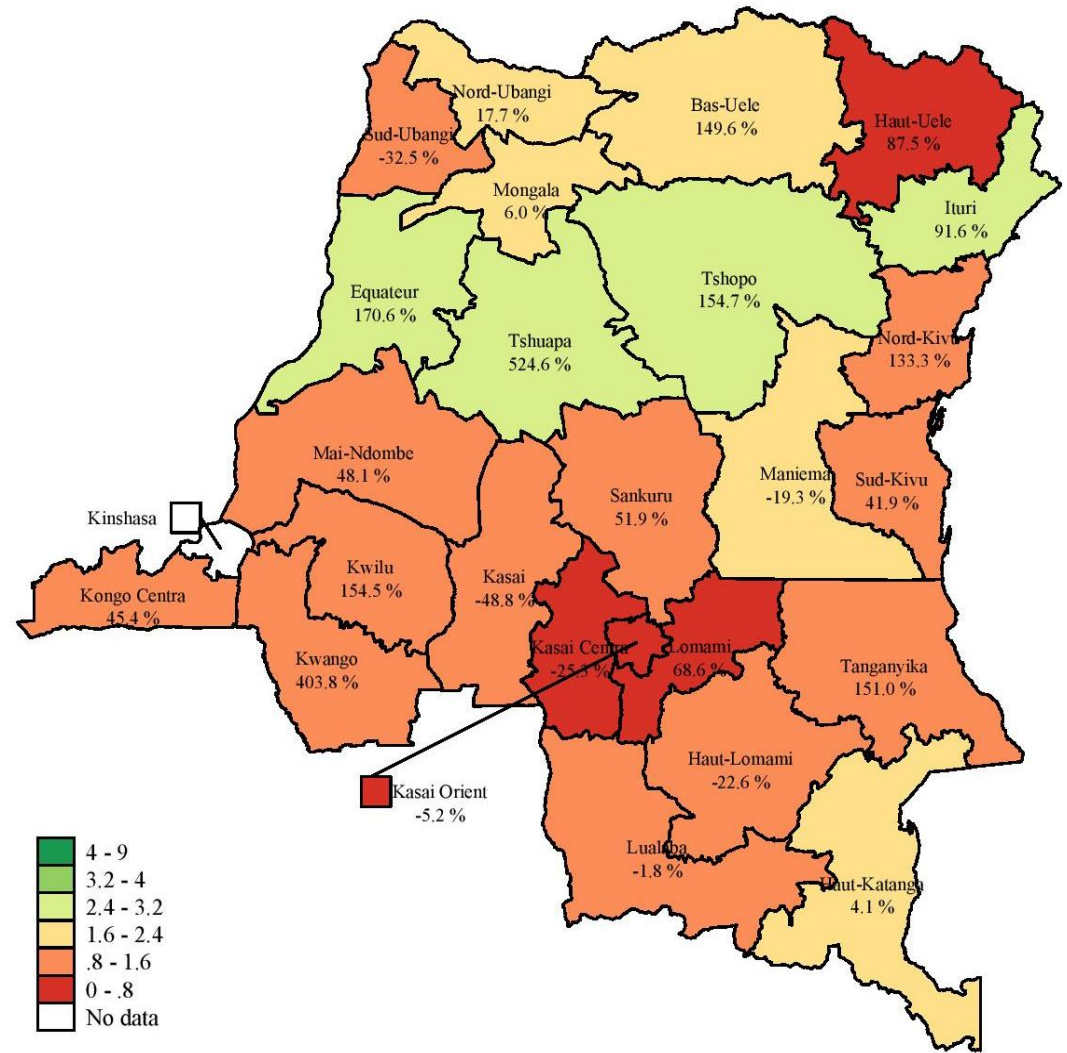 Nord-Ubangi
17.7 %
Bas-Uele
149.6 %
Haut-Uele
87.5 %
Sud-Ubangi
-32.5 %
Mongala
6.0 %
Ituri
91.6 %
Equateur
170.6 %
Tshopo
154.7 %
Tshuapa
524.6 %
Nord-Kivu
133.3 %
Mai-Ndombe
48.1 %
Maniema
-19.3 %
Sud-Kivu
41.9 %
Sankuru
51.9 %
Kinshasa
Kwilu
154.5 %
Kasai
-48.8 %
Kongo Centra
45.4 %
Kasai Centra
-25.3 %
Lomami
68.6 %
Kwango
403.8 %
Tanganyika
151.0 %
Haut-Lomami
-22.6 %
Kasai Orient
-5.2 %
Lualaba
-1.8 %
Haut-Katanga
4.1 %
4 - 9
3.2 - 4
2.4 - 3.2
1.6 - 2.4
.8 - 1.6
0 - .8
No data